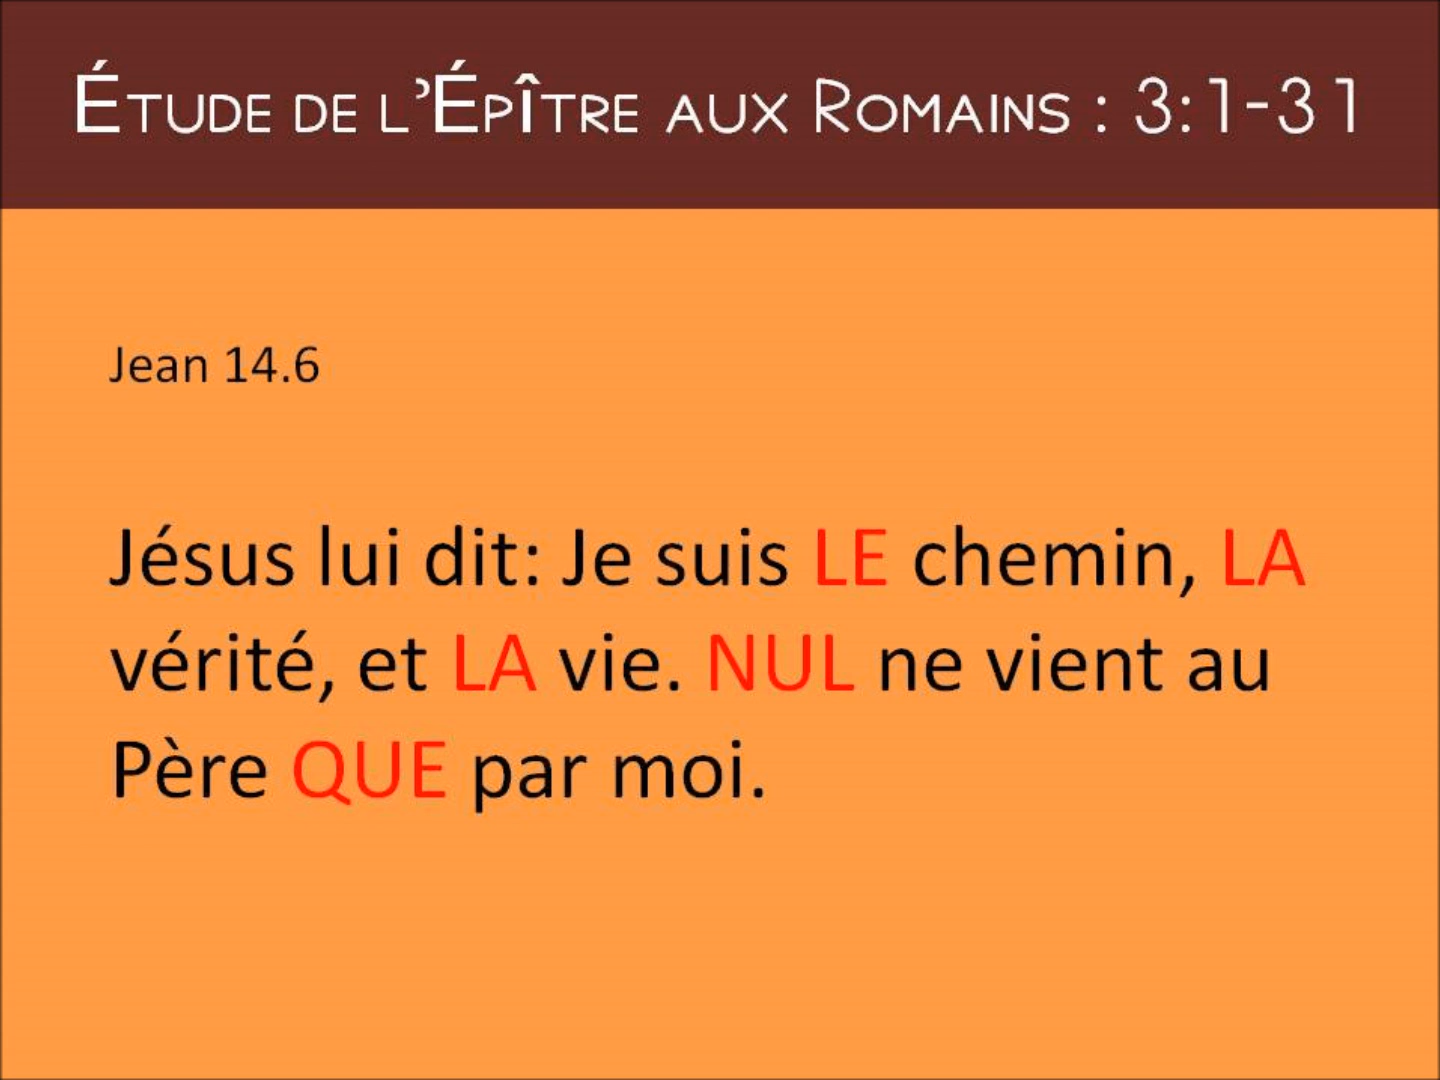 Étude de l'Épître aux Romains : 3:1-31
Jean 14.6
Jésus lui dit: Je suis LE chemin, LA
vérité, et LA vie. NUL ne vient au
Père QUE par moi.